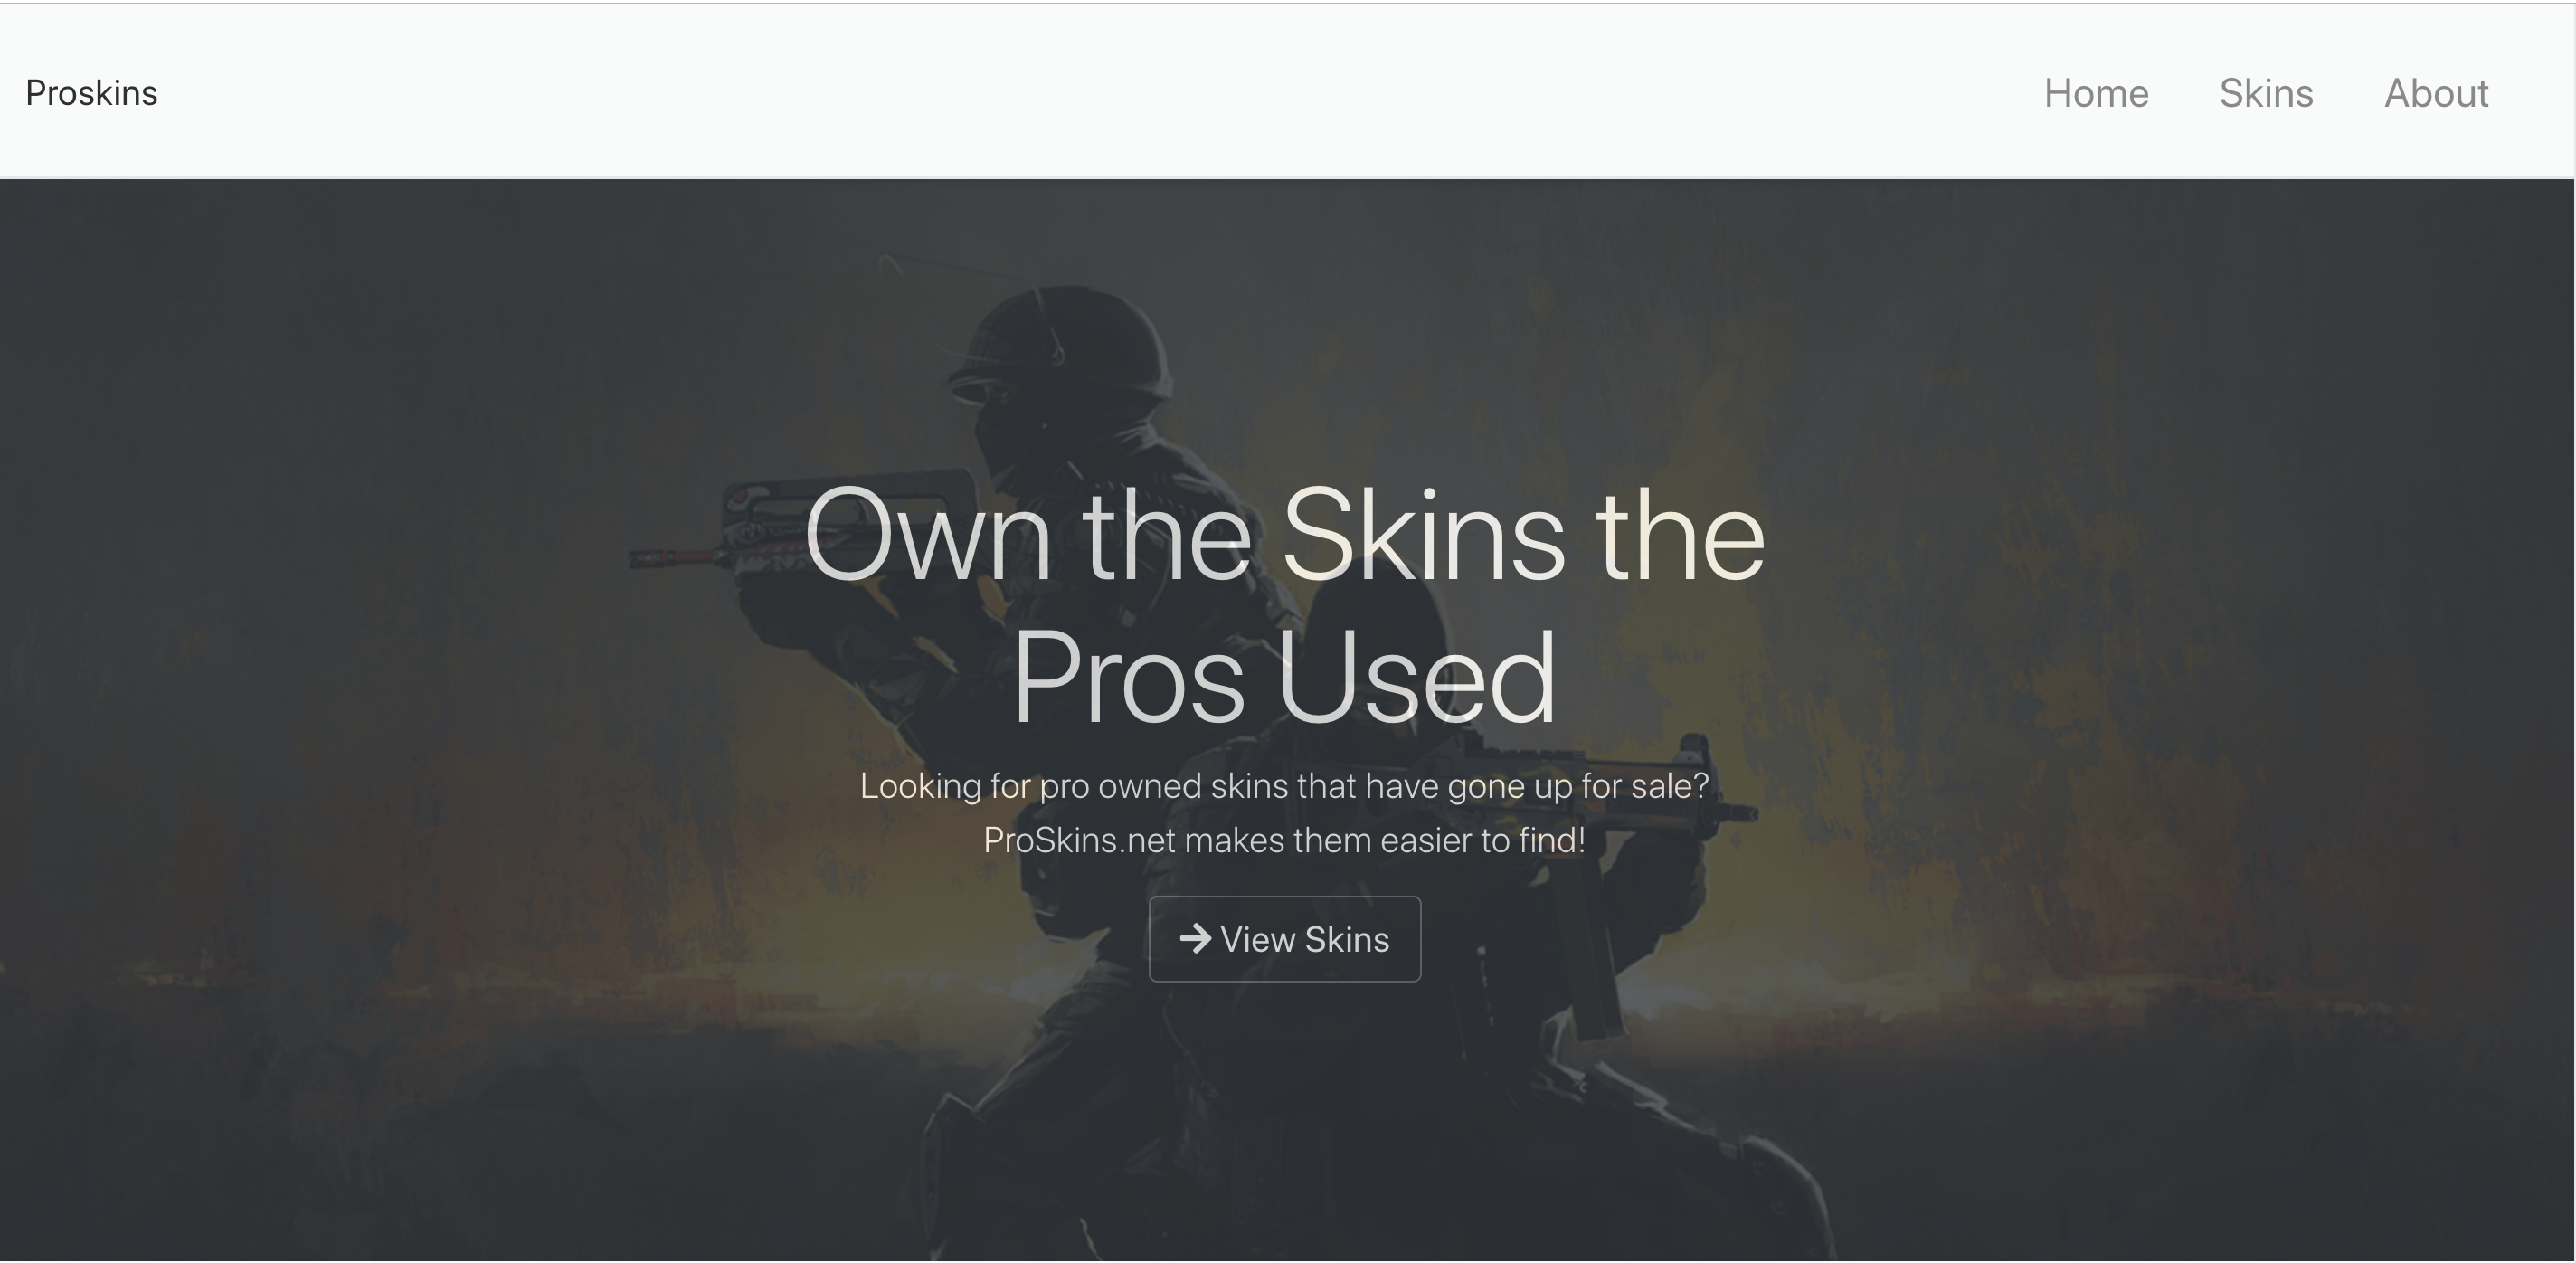 Proskins
Home Skins About
Own the Skins the
Pros Used
Looking for pro owned skins that have gone up for sale?
ProSkins.net makes them easier to find!
View Skins